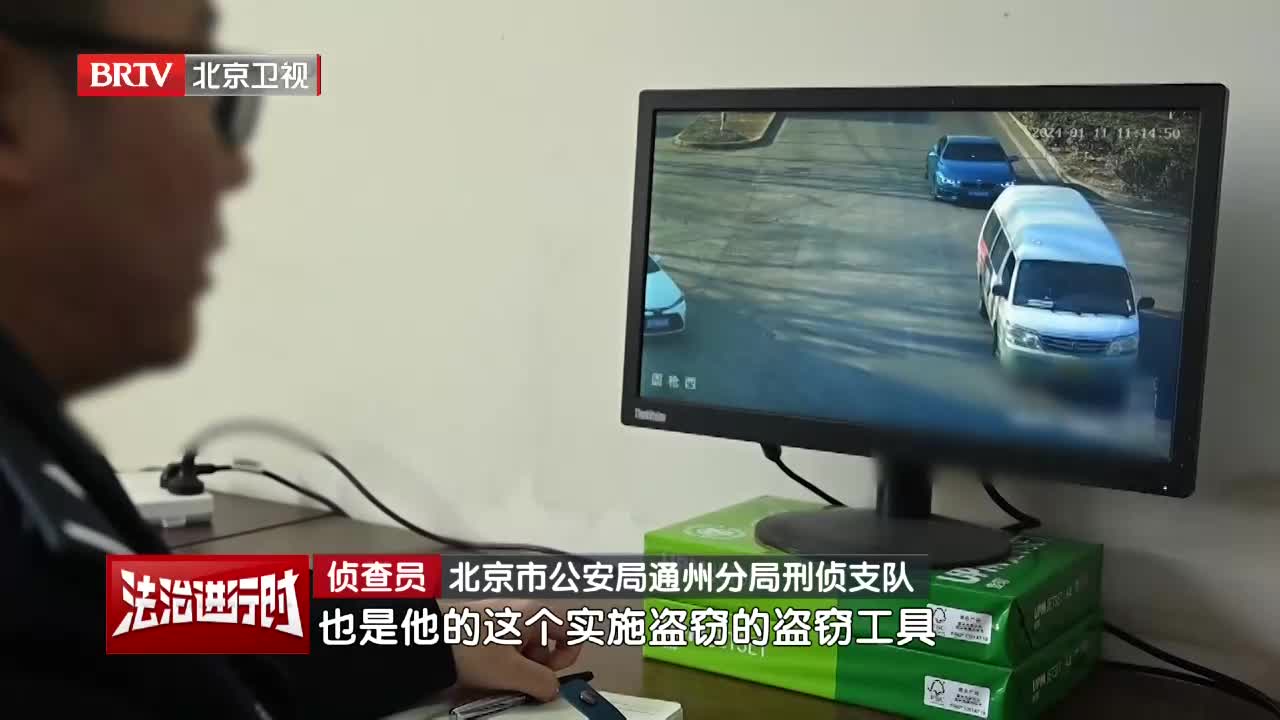 BRTV 北京卫视
2021 01 11 11:14:50
ThinkVision
法治进行时
侦查员 北京市公安局通州分局刑侦支队
也是他的这个实施盗窃的盗窃工具